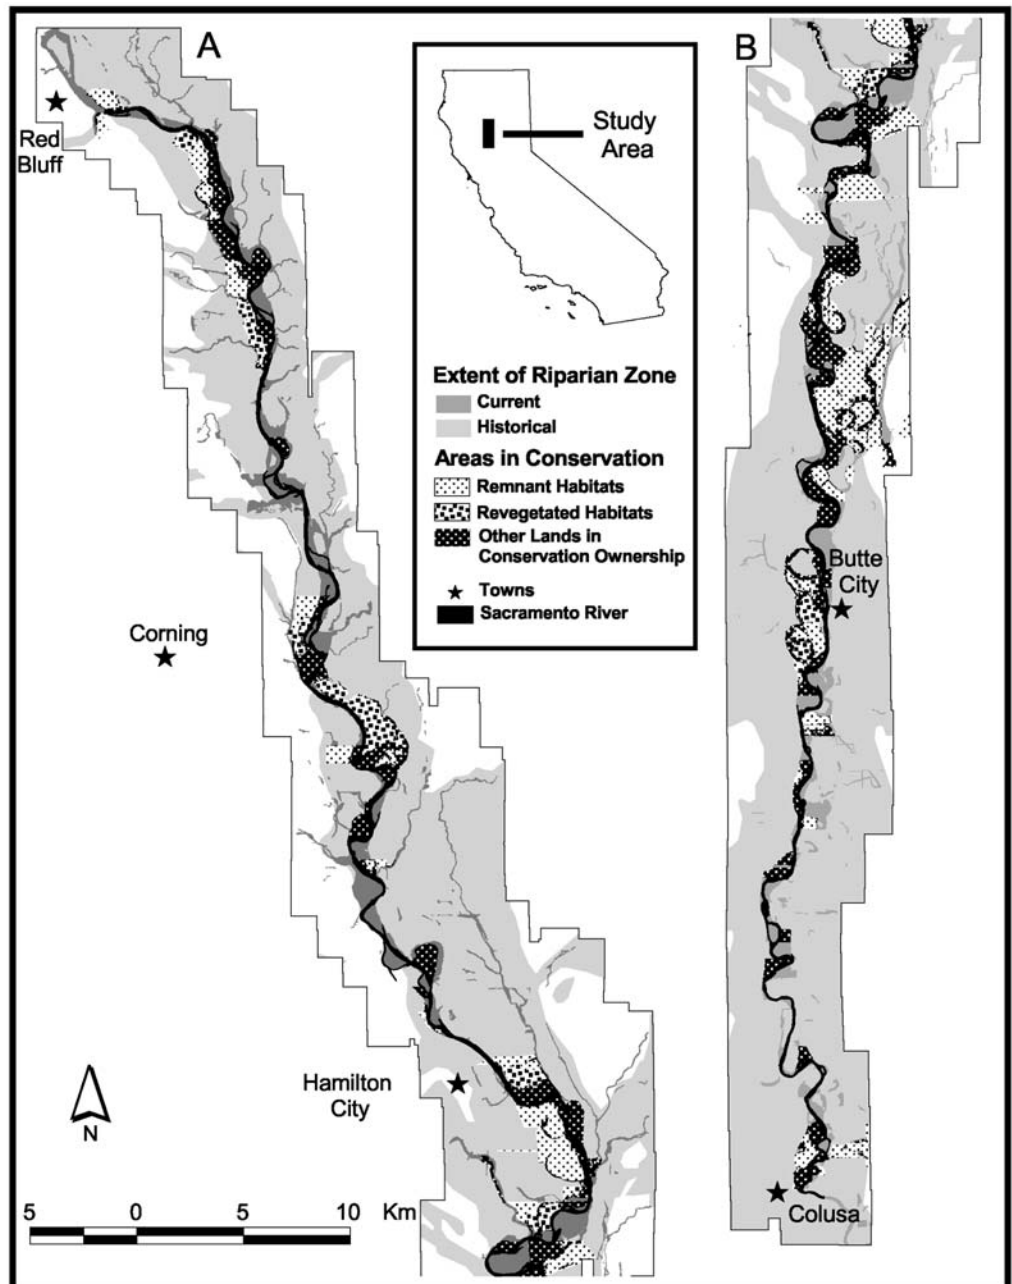 A
B
Red
Bluff
Study
Area
Extent of Riparian Zone
Current
Historical
Areas in Conservation
Remnant Habitats
Revegetated Habitats
Other Lands in
Conservation Ownership
Towns
Sacramento River
Butte
City
Corning
Hamilton
City
N
5 0 5 10 Km
Colusa